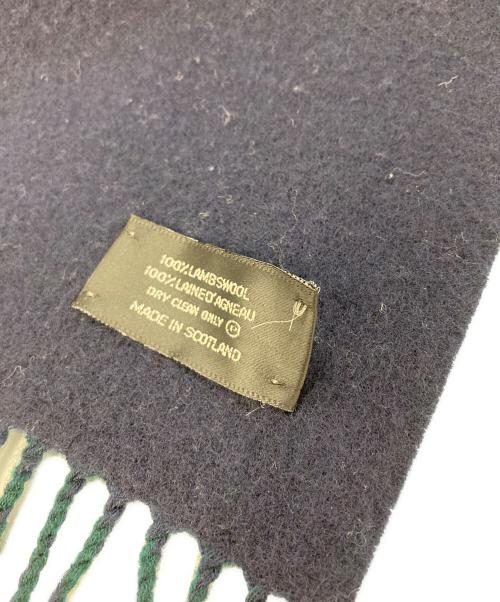 100% LAMBSWOOL
100% LAINE D'AGNEAU
DRY CLEAN ONLY Ⓟ
MADE IN SCOTLAND